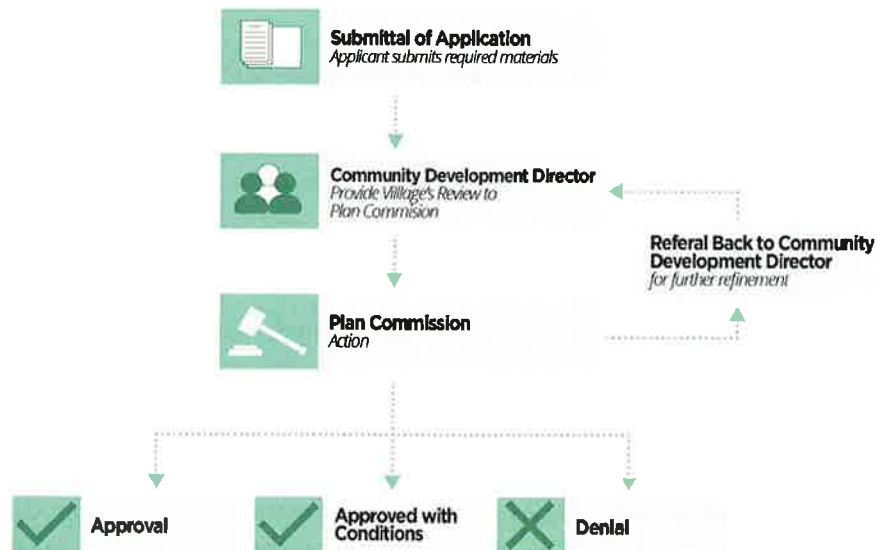 Submittal of Application
Applicant submits required materials
Community Development Director
Provide Village's Review to
Plan Commision
Referal Back to Community
Development Director
for further refinement
Plan Commission
Action
Approval
Approved with
Conditions
Denial